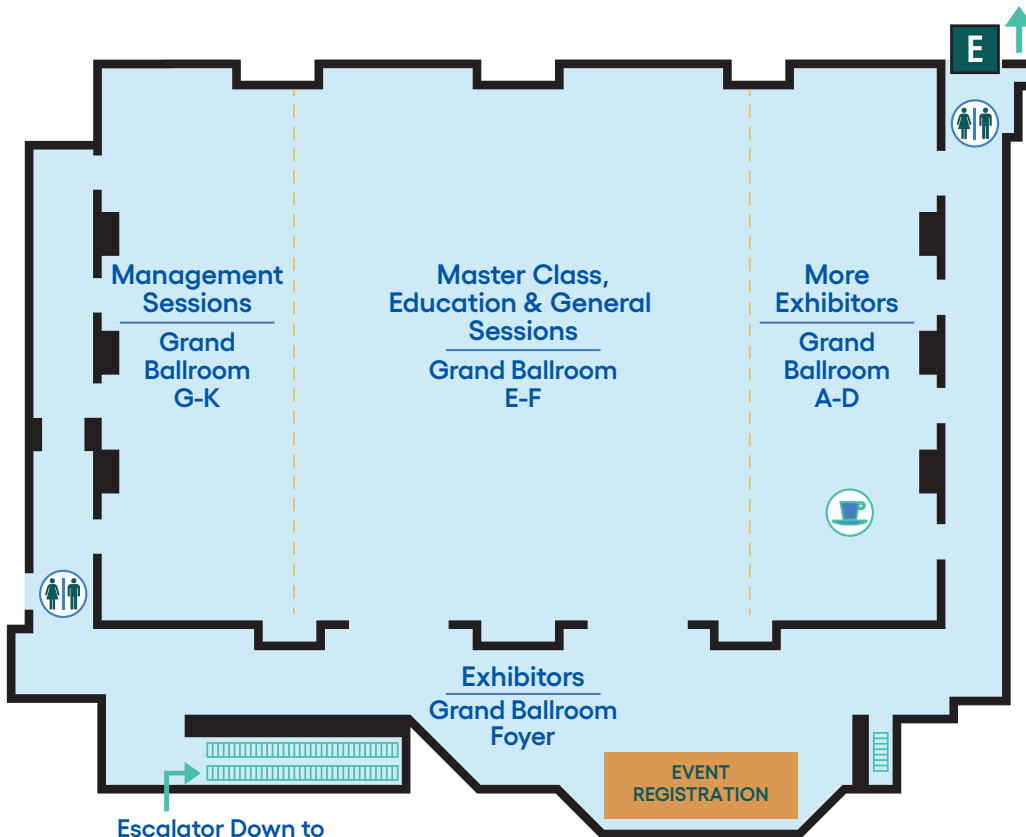 E
Management
Sessions
Grand
Ballroom
G-K
Master Class,
Education & General
Sessions
Grand Ballroom
E-F
More
Exhibitors
Grand
Ballroom
A-D
Exhibitors
Grand Ballroom
Foyer
EVENT
REGISTRATION
Escalator Down to